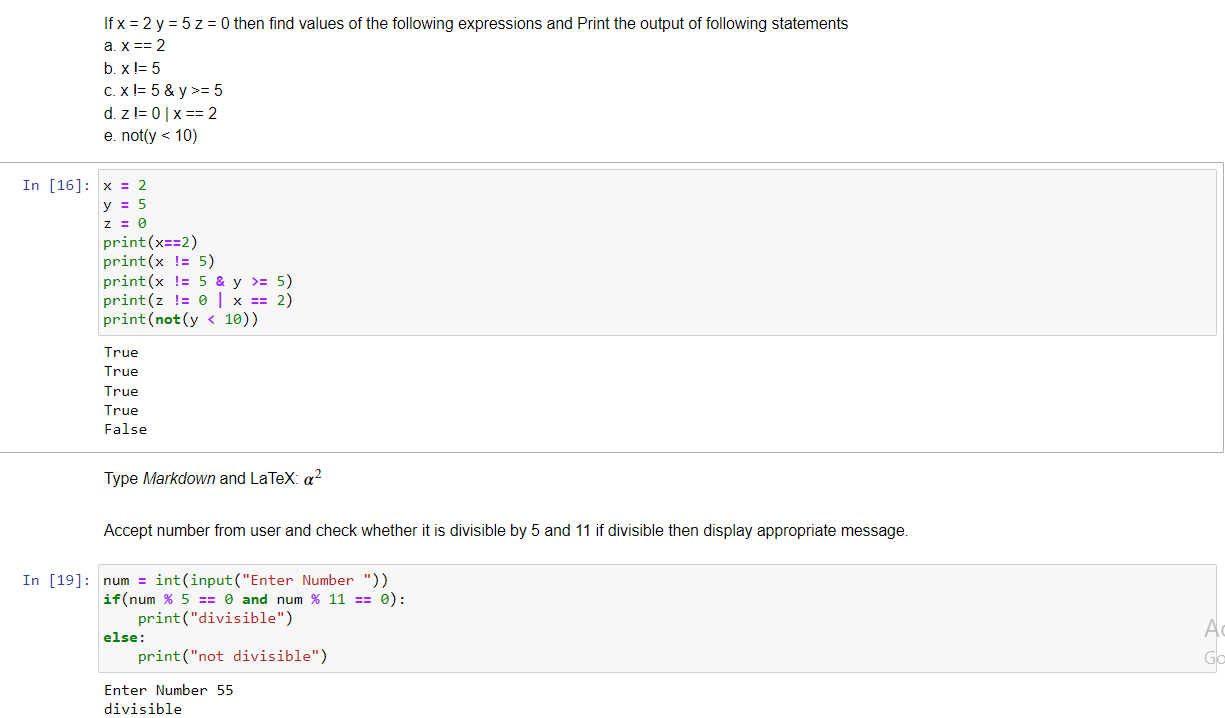 If x = 2 y = 5 z = 0 then find values of the following expressions and Print the output of following statements
a. x == 2
b. x != 5
c. x != 5 & y >= 5
d. z != 0 | x == 2
e. not(y < 10)
In [16]:
x = 2
y = 5
z = 0
print(x==2)
print(x != 5)
print(x != 5 & y >= 5)
print(z != 0 | x == 2)
print(not(y < 10))
True
True
True
True
False
Type Markdown and LaTeX: α²
Accept number from user and check whether it is divisible by 5 and 11 if divisible then display appropriate message.
In [19]:
num = int(input("Enter Number "))
if(num % 5 == 0 and num % 11 == 0):
    print("divisible")
else:
    print("not divisible")
Enter Number 55
divisible